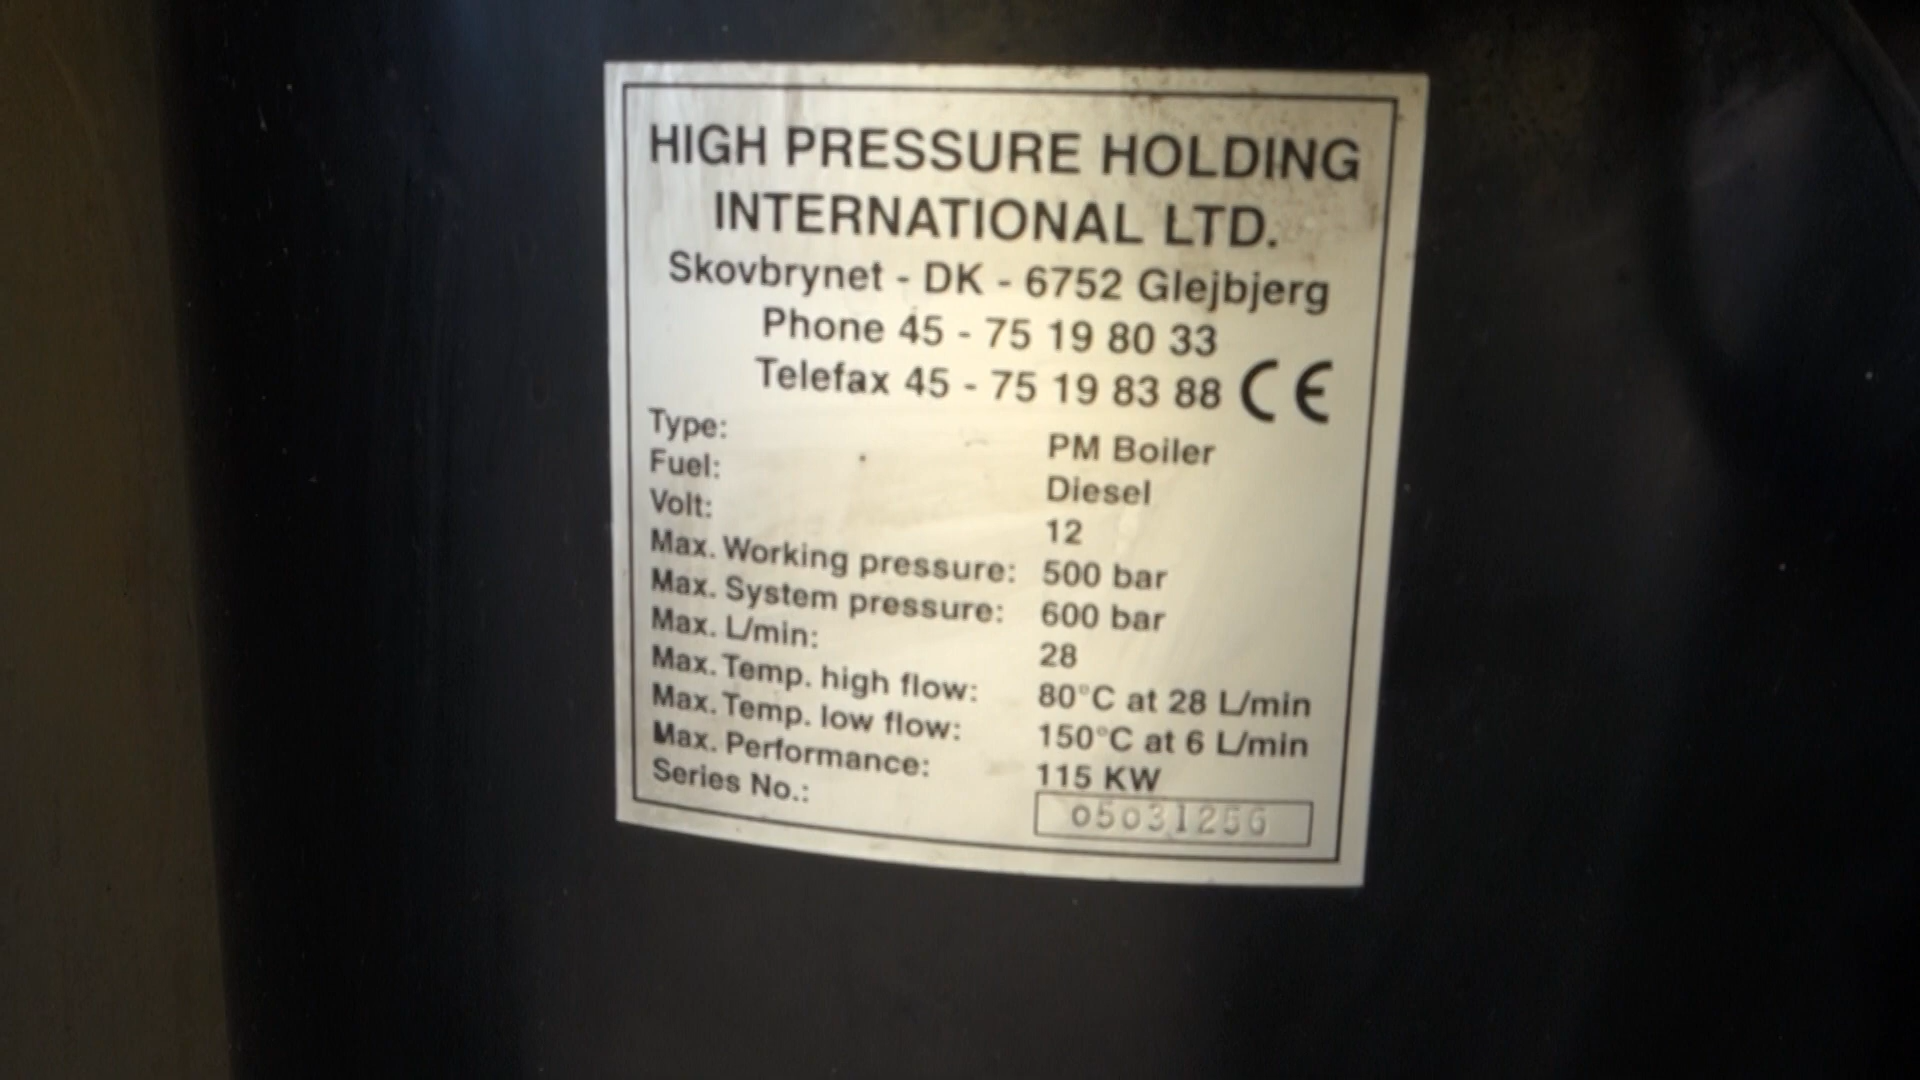 HIGH PRESSURE HOLDING
INTERNATIONAL LTD.
Skovbrynet - DK - 6752 Glejbjerg
Phone 45 - 75 19 80 33
Telefax 45 - 75 19 83 88 CE
Type: PM Boiler
Fuel: Diesel
Volt: 12
Max. Working pressure: 500 bar
Max. System pressure: 600 bar
Max. L/min: 28
Max. Temp. high flow: 80°C at 28 L/min
Max. Temp. low flow: 150°C at 6 L/min
Max. Performance: 115 KW
Series No.: 05031256